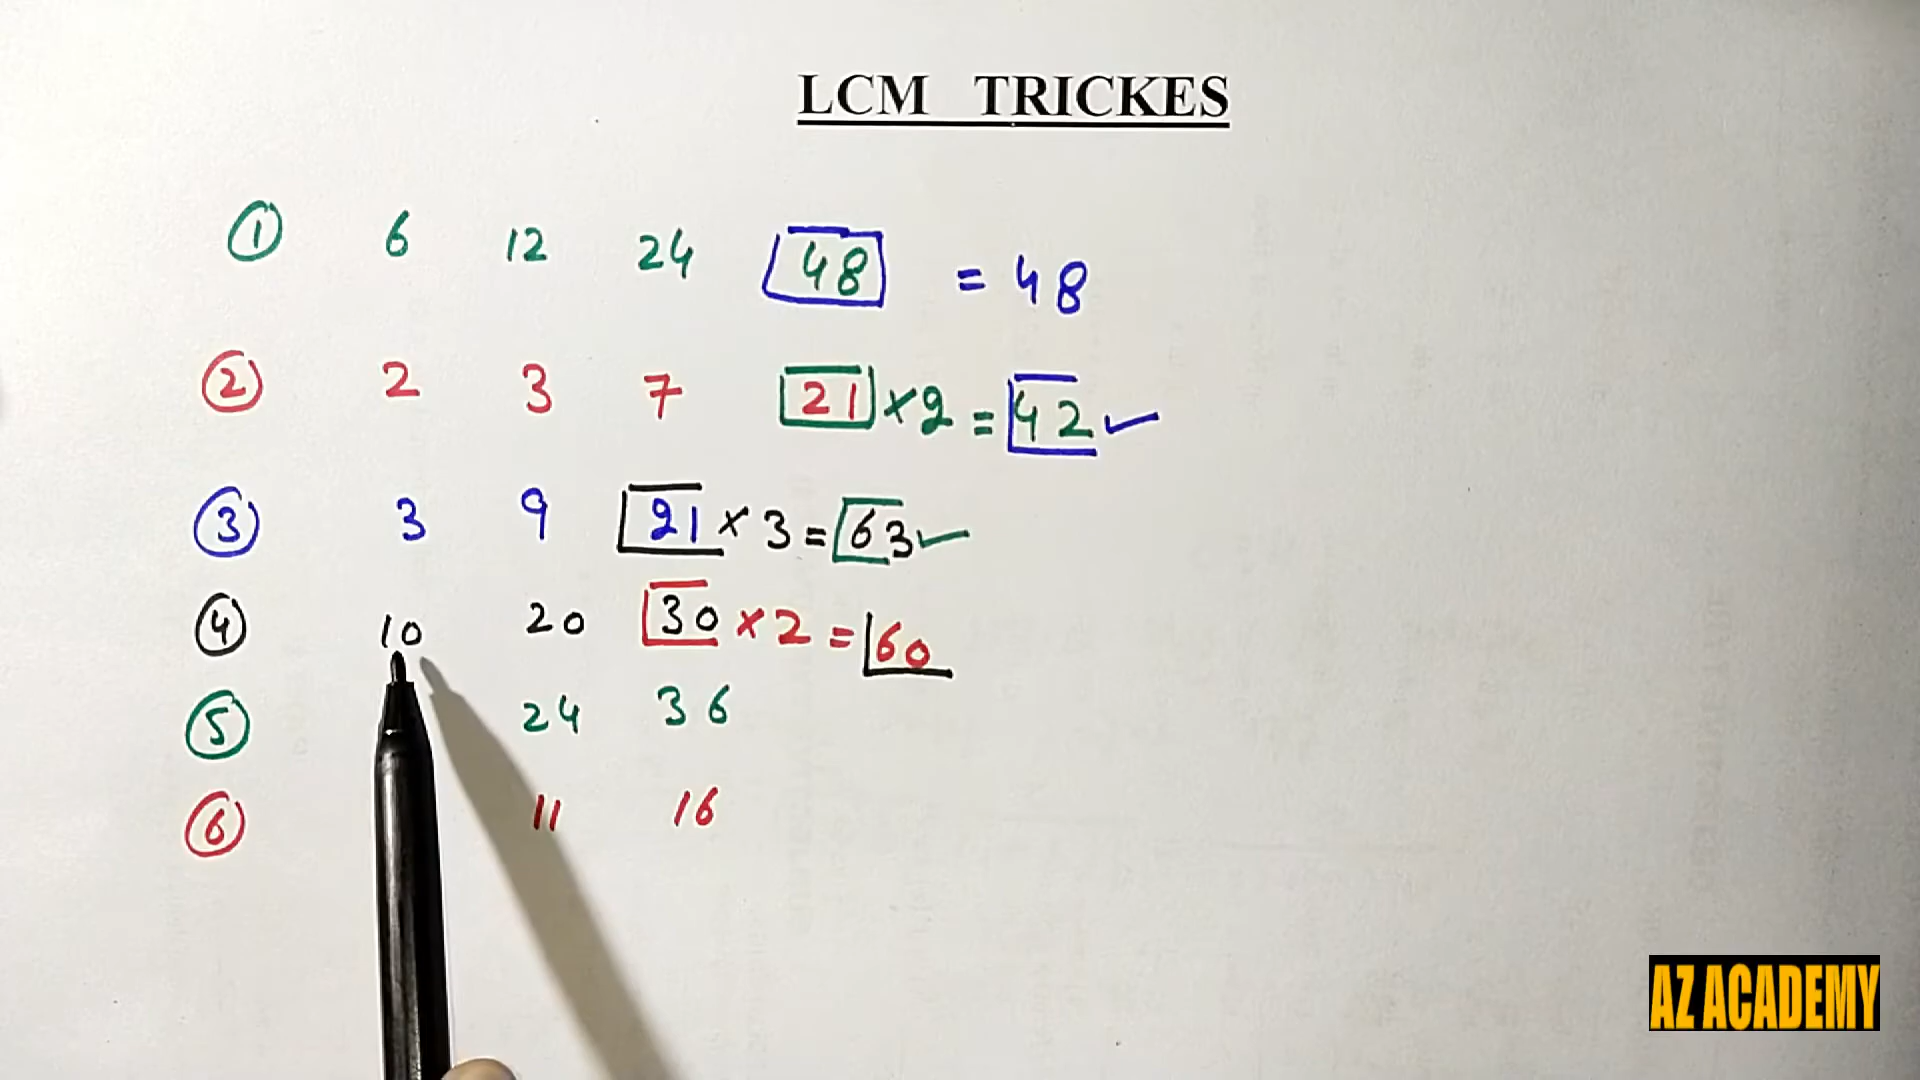 LCM TRICKES
① 6 12 24 48 = 48
② 2 3 7 21 × 2 = 42 ✓
③ 3 9 21 × 3 = 63 ✓
④ 10 20 30 × 2 = 60
⑤ 24 36
⑥ 11 16
AZ ACADEMY